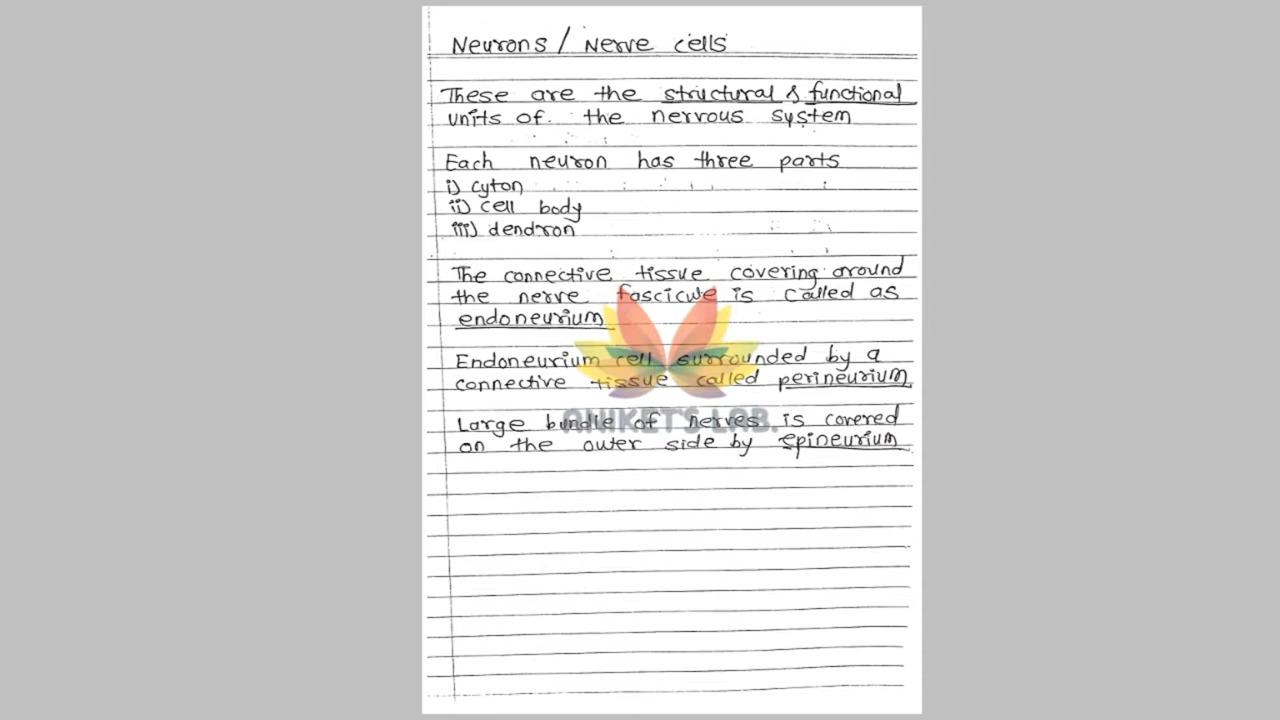 Neurons / Nerve cells
These are the structural & functional
units of. the nervous system
Each neuron has three parts
i) cyton
ii) cell body
iii) dendron
The connective tissue covering around
the nerve fascicule is called as
endoneurium
Endoneurium cell surrounded by a
connective tissue called perineurium
ANIKET'S LAB.
Large bundle of nerves is covered
on the outer side by epineurium